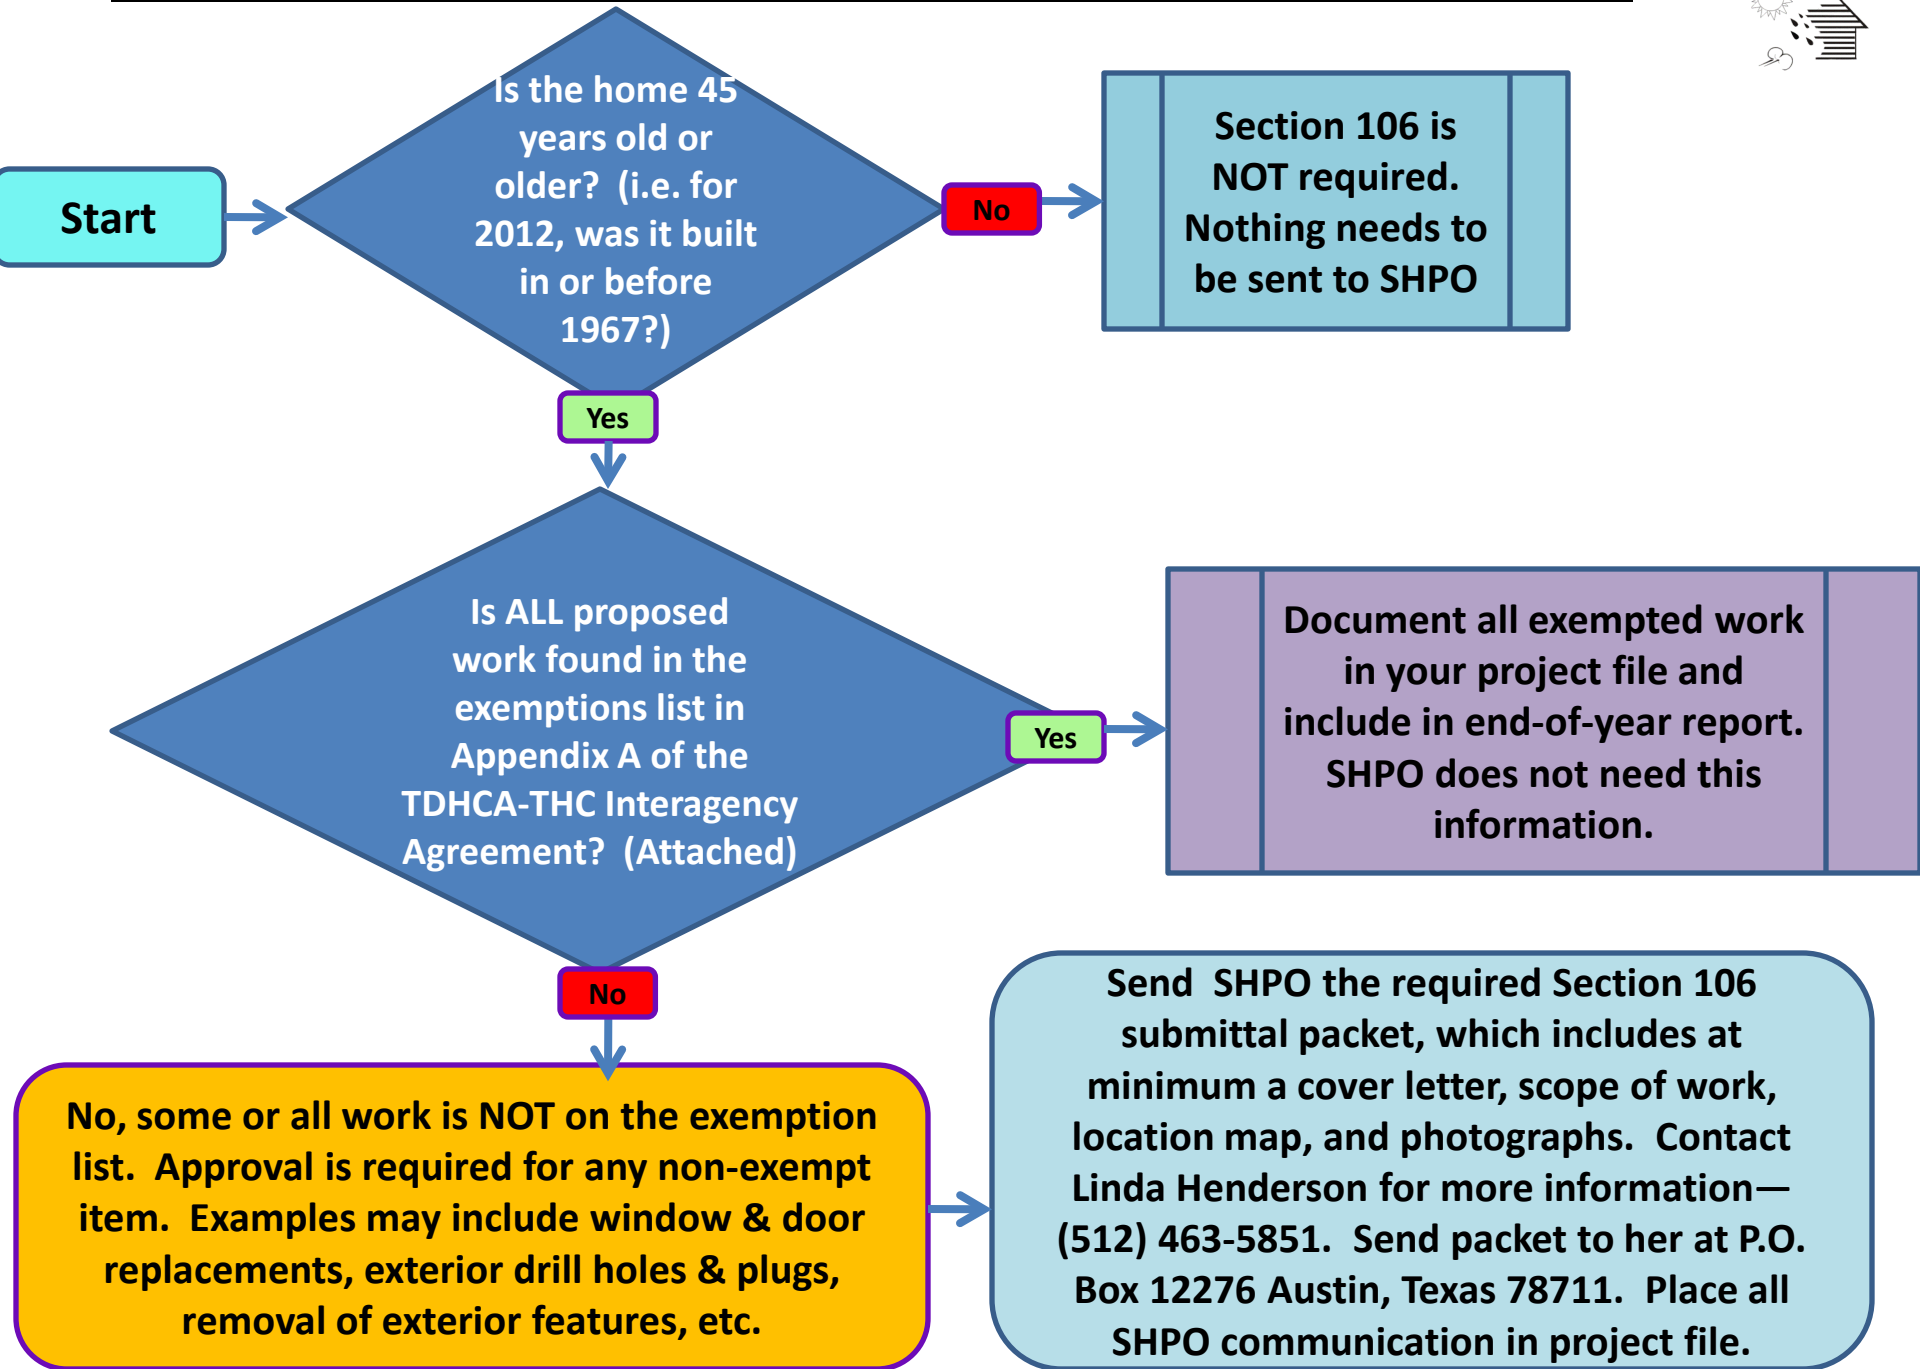 Start
Is the home 45
years old or
older?  (i.e. for
2012, was it built
in or before
1967?)
No
Section 106 is
NOT required.
Nothing needs to
be sent to SHPO
Yes
Is ALL proposed
work found in the
exemptions list in
Appendix A of the
TDHCA-THC Interagency
Agreement?  (Attached)
Yes
Document all exempted work
in your project file and
include in end-of-year report.
SHPO does not need this
information.
No
No, some or all work is NOT on the exemption
list.  Approval is required for any non-exempt
item.  Examples may include window & door
replacements, exterior drill holes & plugs,
removal of exterior features, etc.
Send  SHPO the required Section 106
submittal packet, which includes at
minimum a cover letter, scope of work,
location map, and photographs.  Contact
Linda Henderson for more information—
(512) 463-5851.  Send packet to her at P.O.
Box 12276 Austin, Texas 78711.  Place all
SHPO communication in project file.